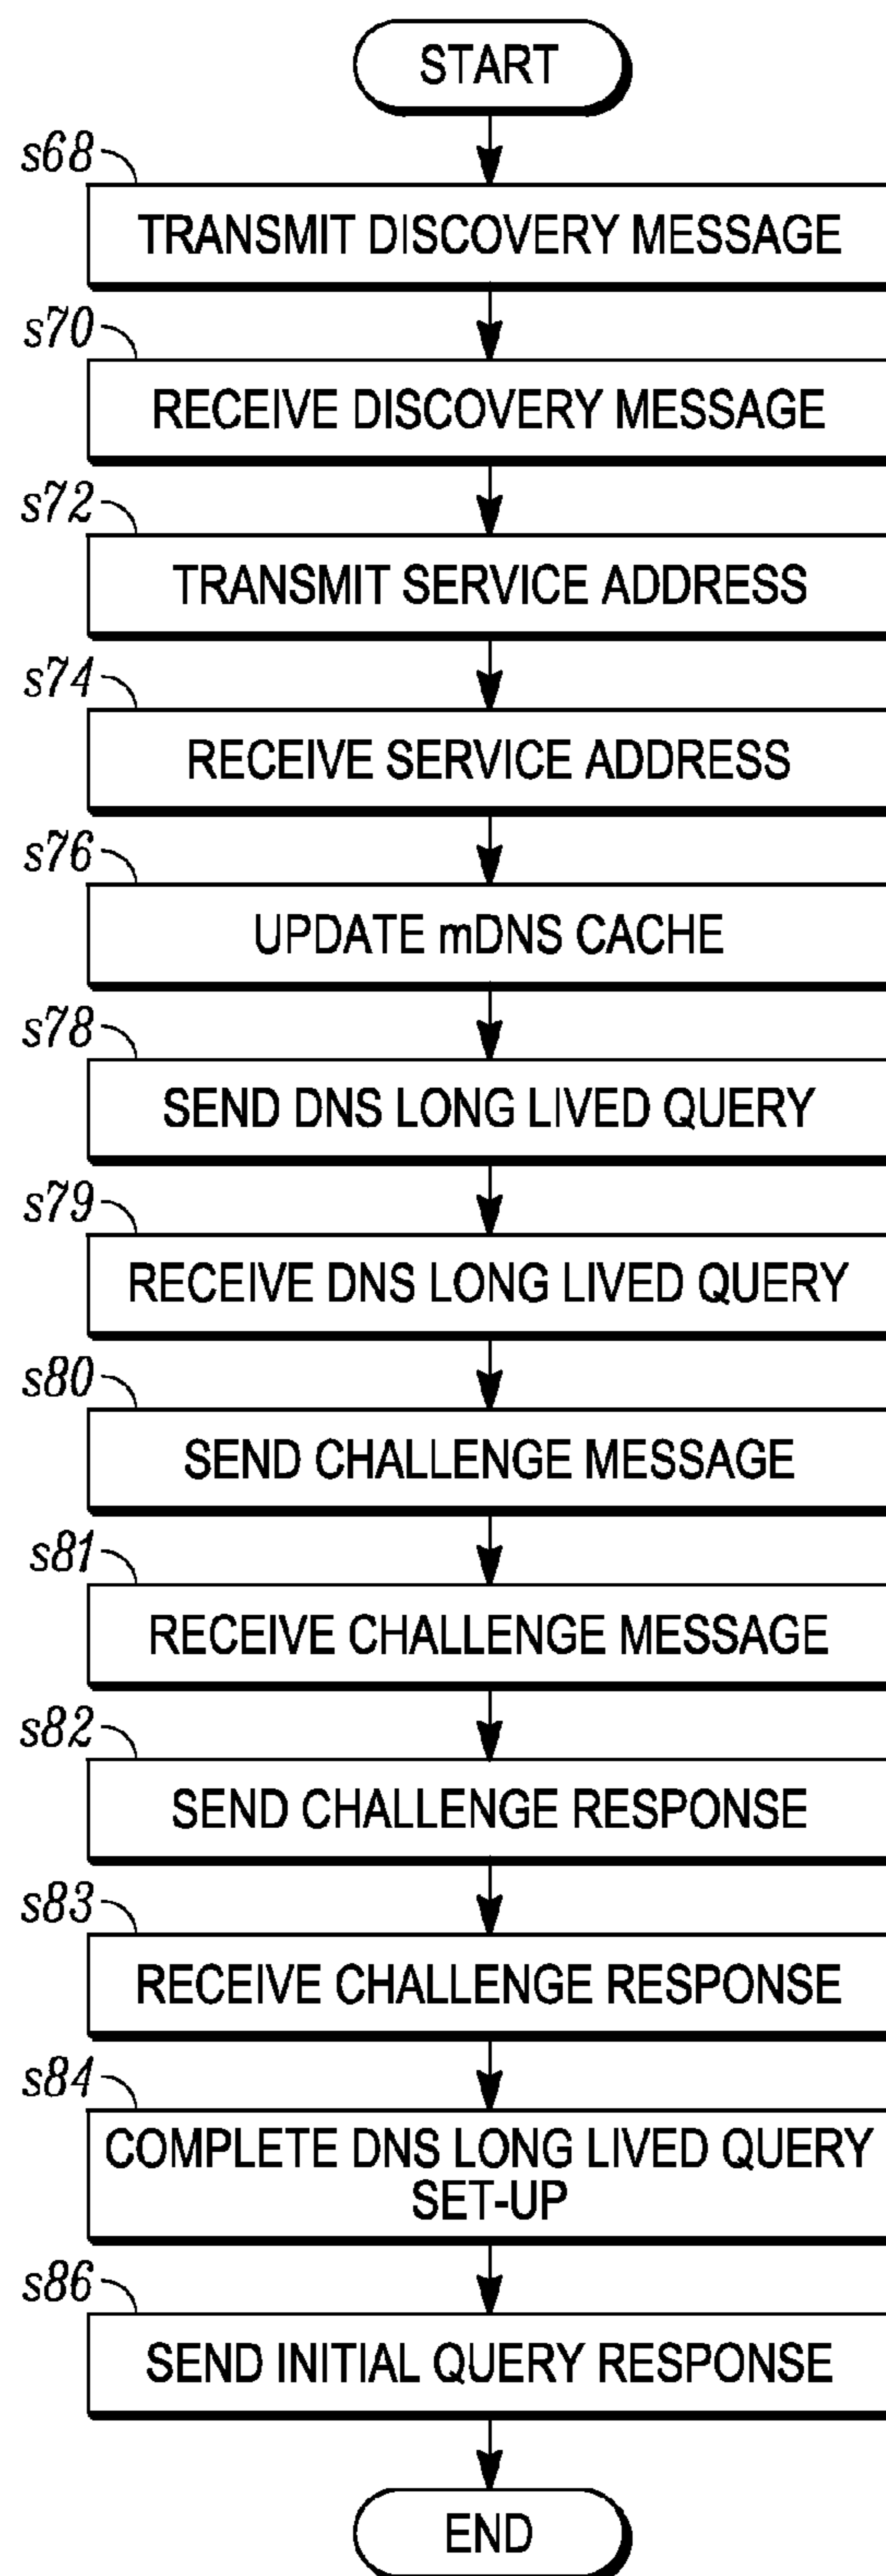 START
s68
TRANSMIT DISCOVERY MESSAGE
s70
RECEIVE DISCOVERY MESSAGE
s72
TRANSMIT SERVICE ADDRESS
s74
RECEIVE SERVICE ADDRESS
s76
UPDATE mDNS CACHE
s78
SEND DNS LONG LIVED QUERY
s79
RECEIVE DNS LONG LIVED QUERY
s80
SEND CHALLENGE MESSAGE
s81
RECEIVE CHALLENGE MESSAGE
s82
SEND CHALLENGE RESPONSE
s83
RECEIVE CHALLENGE RESPONSE
s84
COMPLETE DNS LONG LIVED QUERY
SET-UP
s86
SEND INITIAL QUERY RESPONSE
END